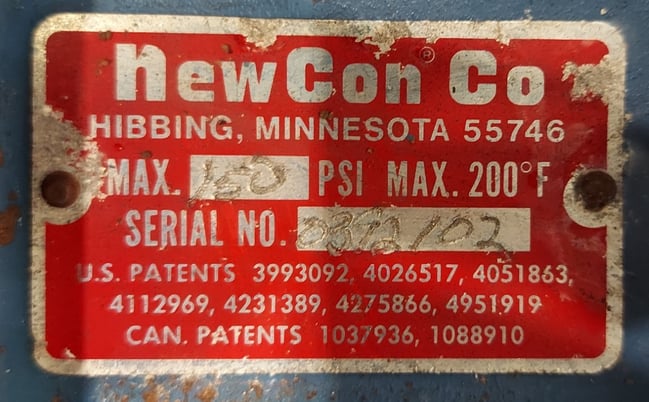 newCon® Co
HIBBING, MINNESOTA 55746
MAX. 150 PSI MAX. 200°F
SERIAL NO. 0392102
U.S. PATENTS 3993092, 4026517, 4051863,
4112969, 4231389, 4275866, 4951919
CAN. PATENTS 1037936, 1088910